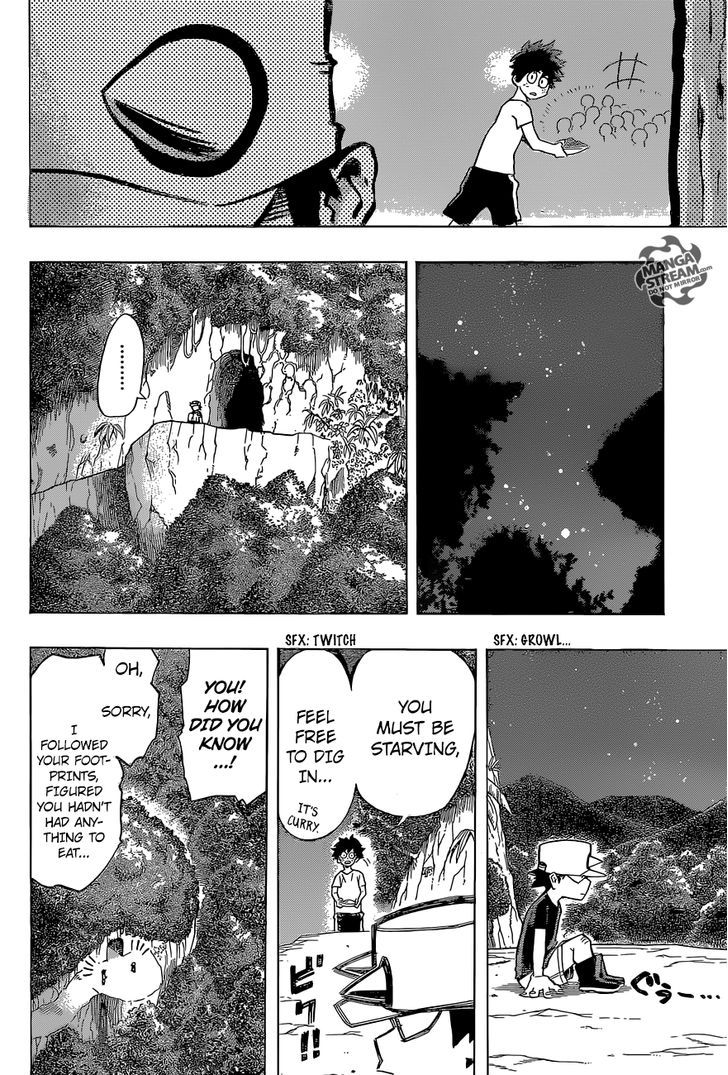 MANGA
STREAM.COM
DO NOT MIRROR
..........
SFX: GROWL...
ぐぅー...
SFX: TWITCH
YOU
MUST BE
STARVING,
FEEL
FREE
TO DIG
IN...
IT'S
CURRY.
ビクッ!!
YOU!
HOW
DID YOU
KNOW
...!
OH,
SORRY,
I
FOLLOWED
YOUR FOOT-
PRINTS,
FIGURED
YOU HADN'T
HAD ANY-
THING TO
EAT...